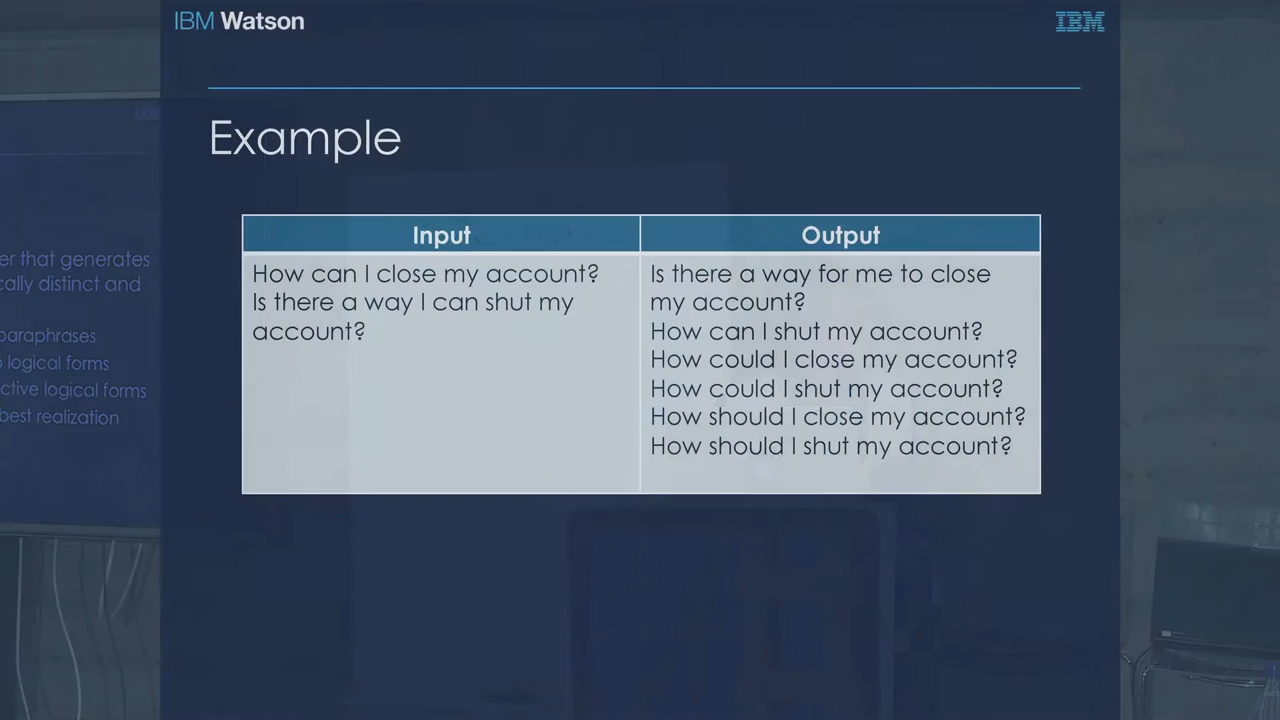 IBM Watson
IBM
Example
Input
Output
How can I close my account?
Is there a way I can shut my
account?
Is there a way for me to close
my account?
How can I shut my account?
How could I close my account?
How could I shut my account?
How should I close my account?
How should I shut my account?
that generates
distinct and
paraphrases
logical forms
logical forms
best realization